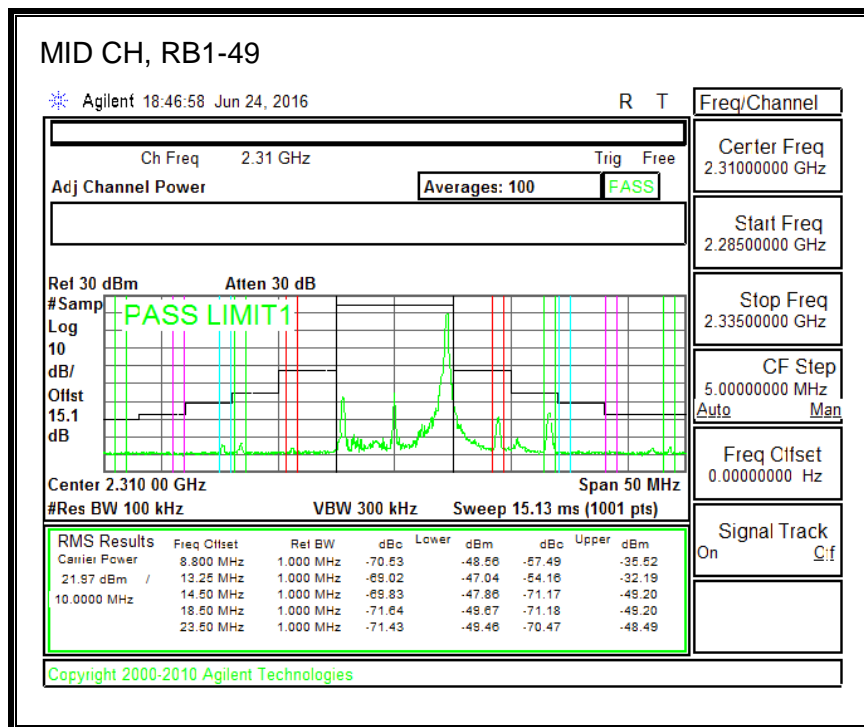 MID CH, RB1-49
Agilent 18:46:58 Jun 24, 2016 R T
Freq/Channel
Ch Freq 2.31 GHz Trig Free
Adj Channel Power Averages: 100 PASS
Center Freq
2.31000000 GHz
Start Freq
2.28500000 GHz
Stop Freq
2.33500000 GHz
CF Step
5.00000000 MHz
Auto Man
Freq Offset
0.00000000 Hz
Signal Track
On Off
Ref 30 dBm Atten 30 dB
#Samp
Log
10
dB/
Offst
15.1
dB
PASS LIMIT1
Center 2.310 00 GHz Span 50 MHz
#Res BW 100 kHz VBW 300 kHz Sweep 15.13 ms (1001 pts)
RMS Results Freq Offset Ref BW dBc Lower dBm dBc Upper dBm
Carrier Power 8.800 MHz 1.000 MHz -70.53 -48.56 -57.49 -35.52
21.97 dBm / 13.25 MHz 1.000 MHz -69.02 -47.04 -54.16 -32.19
10.0000 MHz 14.50 MHz 1.000 MHz -69.83 -47.86 -71.17 -49.20
18.50 MHz 1.000 MHz -71.64 -49.67 -71.18 -49.20
23.50 MHz 1.000 MHz -71.43 -49.46 -70.47 -48.49
Copyright 2000-2010 Agilent Technologies